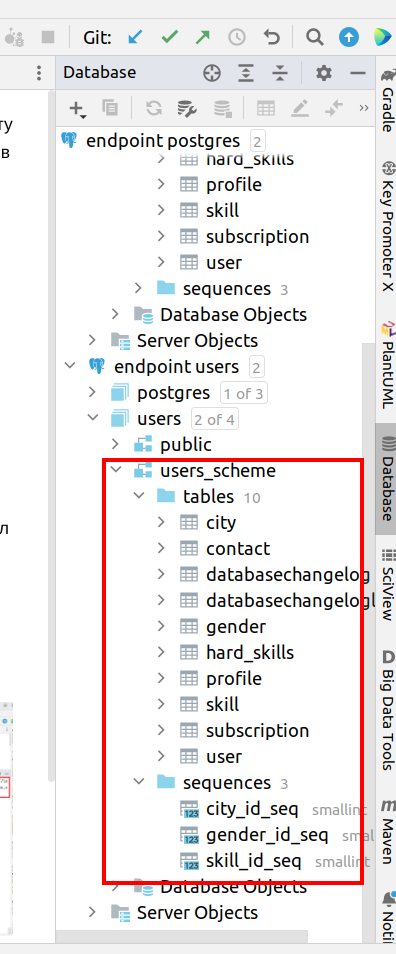 Git:
Database
ту
в
endpoint postgres 2
hard_skills
profile
skill
subscription
user
sequences 3
Database Objects
Server Objects
endpoint users 2
postgres 1 of 3
users 2 of 4
public
users_scheme
tables 10
city
contact
databasechangelog
databasechangelogl
gender
hard_skills
profile
skill
subscription
user
sequences 3
city_id_seq smallint
gender_id_seq smal
skill_id_seq smallint
Database Objects
Server Objects
л
Gradle
Key Promoter X
PlantUML
Database
SciView
D Big Data Tools
m Maven
Noti